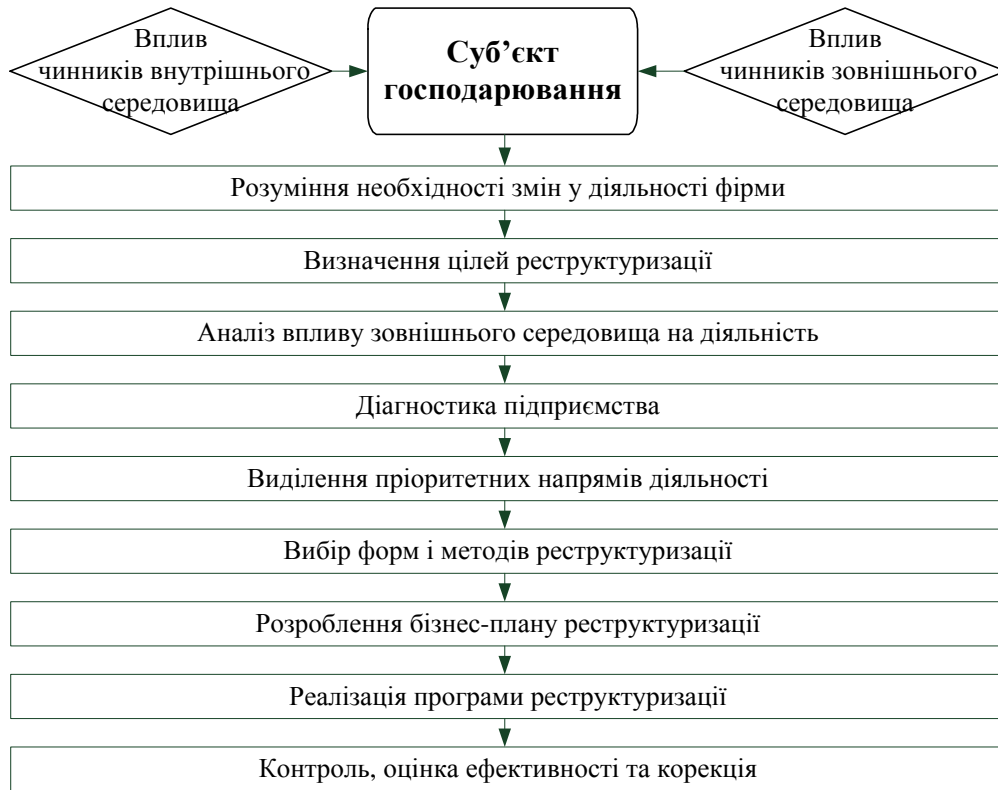 Вплив
чинників внутрішнього
середовища
Суб’єкт
господарювання
Вплив
чинників зовнішнього
середовища
Розуміння необхідності змін у діяльності фірми
Визначення цілей реструктуризації
Аналіз впливу зовнішнього середовища на діяльність
Діагностика підприємства
Виділення пріоритетних напрямів діяльності
Вибір форм і методів реструктуризації
Розроблення бізнес-плану реструктуризації
Реалізація програми реструктуризації
Контроль, оцінка ефективності та корекція